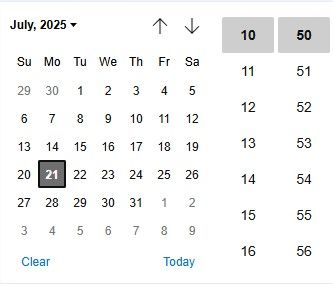 July, 2025
Su Mo Tu We Th Fr Sa
29 30 1 2 3 4 5
6 7 8 9 10 11 12
13 14 15 16 17 18 19
20 21 22 23 24 25 26
27 28 29 30 31 1 2
3 4 5 6 7 8 9
Clear Today
10 50
11 51
12 52
13 53
14 54
15 55
16 56